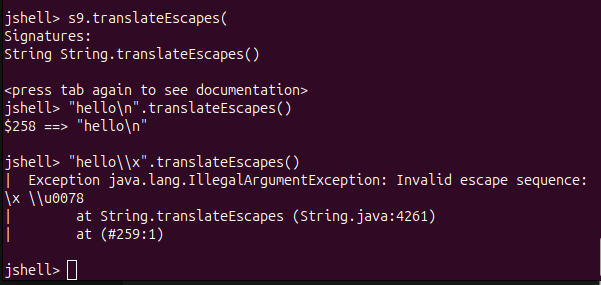 jshell> s9.translateEscapes(
Signatures:
String String.translateEscapes()
<press tab again to see documentation>
jshell> "hello\n".translateEscapes()
$258 ==> "hello\n"
jshell> "hello\\x".translateEscapes()
|  Exception java.lang.IllegalArgumentException: Invalid escape sequence:
\x \\u0078
|        at String.translateEscapes (String.java:4261)
|        at (#259:1)
jshell>